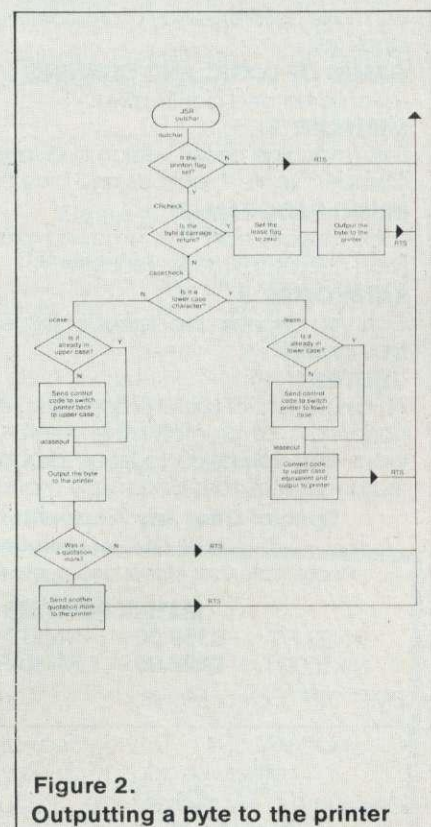 JSR
outchar
outchar
Is the
printer flag
set?
N
RTS
Y
CRcheck
Is the
byte a carriage
return?
Y
Set the
lcase flag
to zero
Output the
byte to the
printer
RTS
N
casecheck
N
Is it a
lower case
character?
Y
ucase
lcase
Is it
already in
upper case?
Y
Is it
already in
lower case?
Y
N
N
Send control
code to switch
printer back
to upper case
Send control
code to switch
printer to lower
case
ucaseout
lcaseout
Output the byte
to the printer
Convert code
to upper case
equivalent and
output to printer
RTS
Was it
a quotation
mark?
N
RTS
Y
Send another
quotation mark
to the printer
RTS
Figure 2.
Outputting a byte to the printer